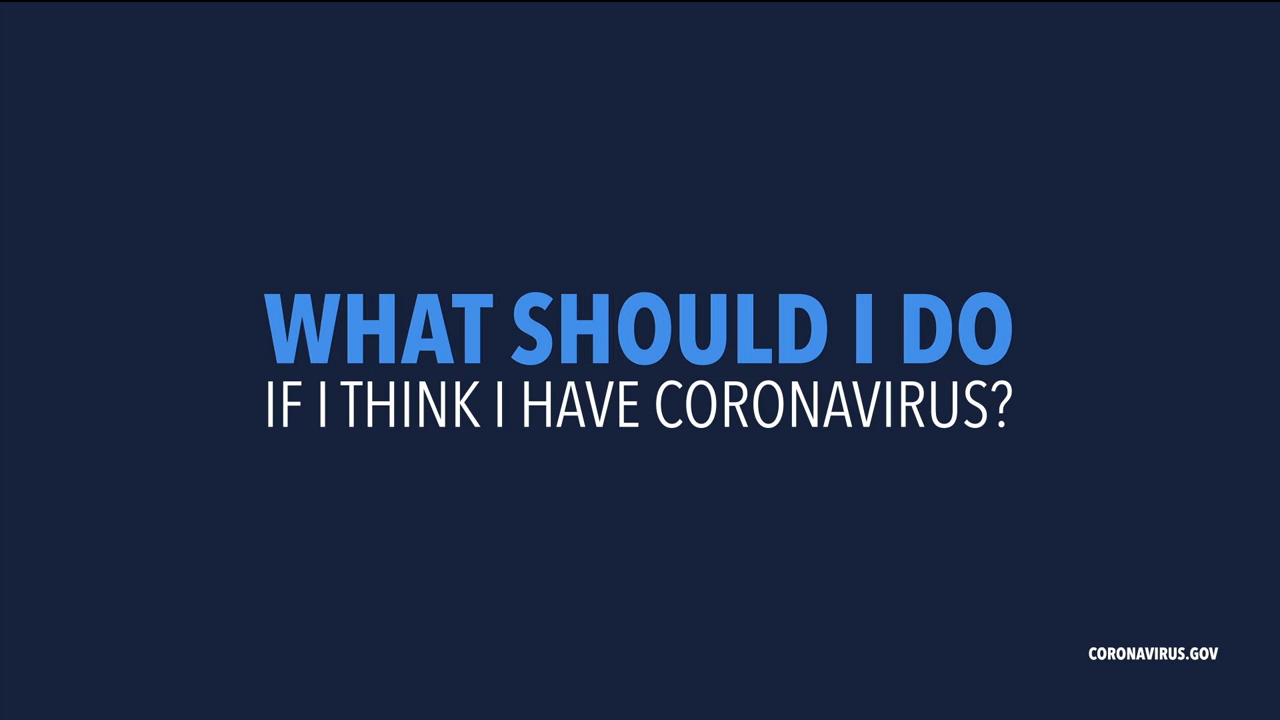 WHAT SHOULD I DO
IF I THINK I HAVE CORONAVIRUS?
CORONAVIRUS.GOV